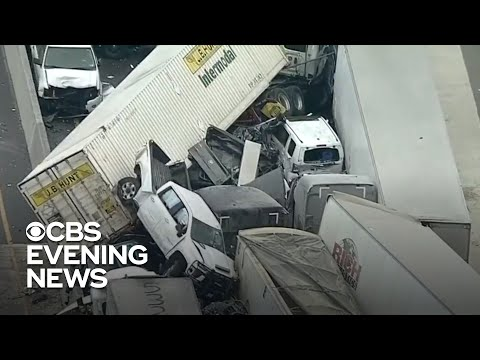 J.B. HUNT
Intermodal
J.B. HUNT
CBS
EVENING
NEWS